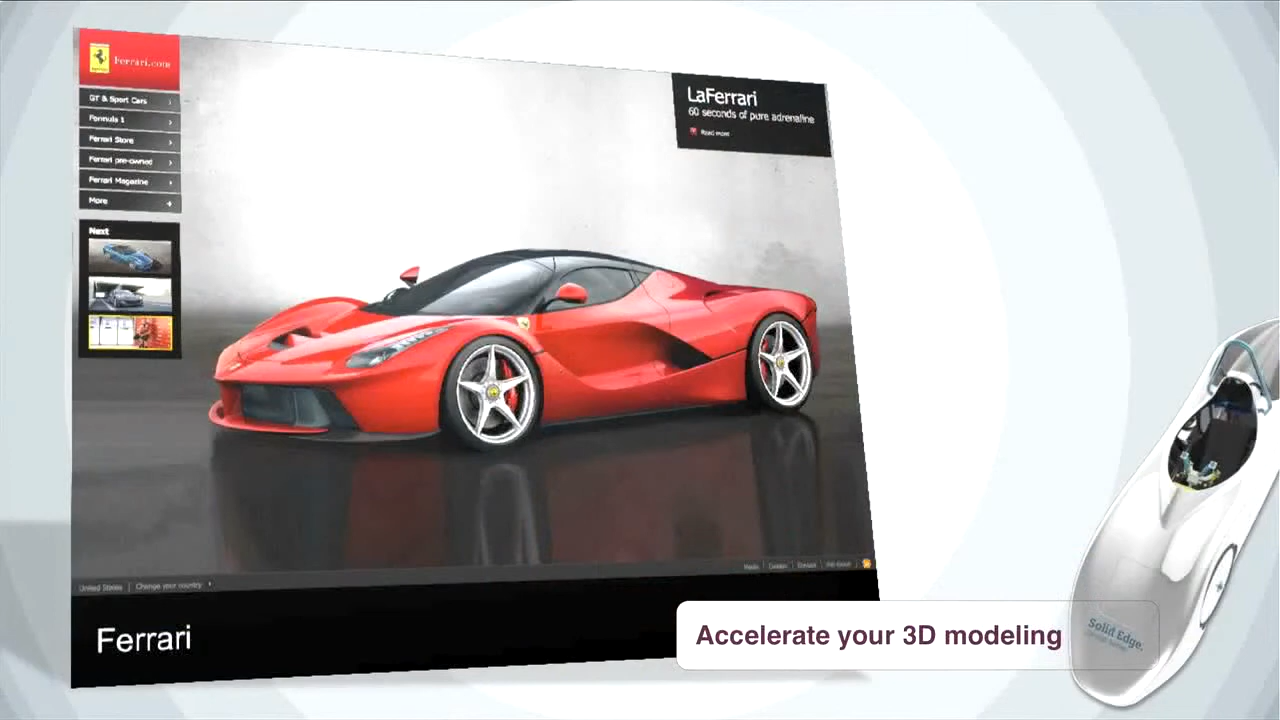 Ferrari.com
GT & Sport Cars
Formula 1
Ferrari Store
Ferrari pre-owned
Ferrari Magazine
More
Next
LaFerrari
60 seconds of pure adrenaline
Read more
United States | Change your country
Ferrari
Accelerate your 3D modeling
Solid Edge.